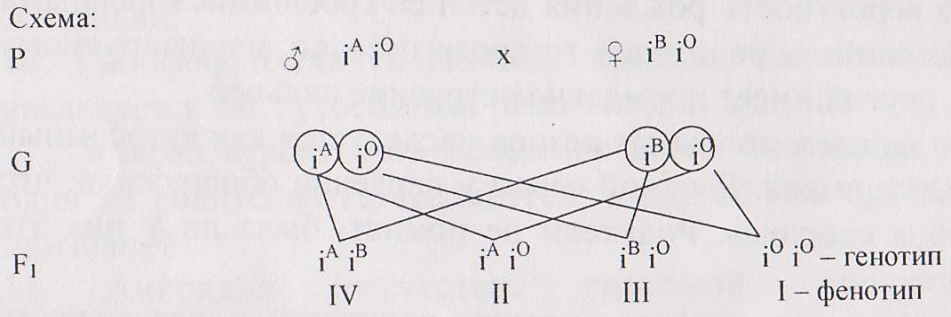 Схема:
P ♂ iᴬ iᴼ x ♀ iᴮ iᴼ
G iᴬ iᴼ iᴮ iᴼ
F₁ iᴬ iᴮ iᴬ iᴼ iᴮ iᴼ iᴼ iᴼ – генотип
IV II III I – фенотип